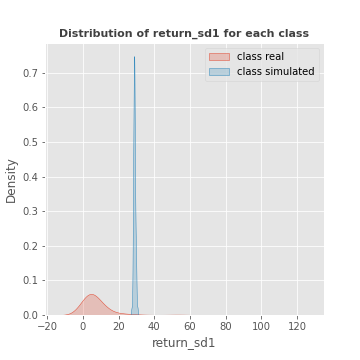 Distribution of return_sd1 for each class
class real
class simulated
0.7
0.6
0.5
0.4
0.3
0.2
0.1
0.0
Density
−20 0 20 40 60 80 100 120
return_sd1